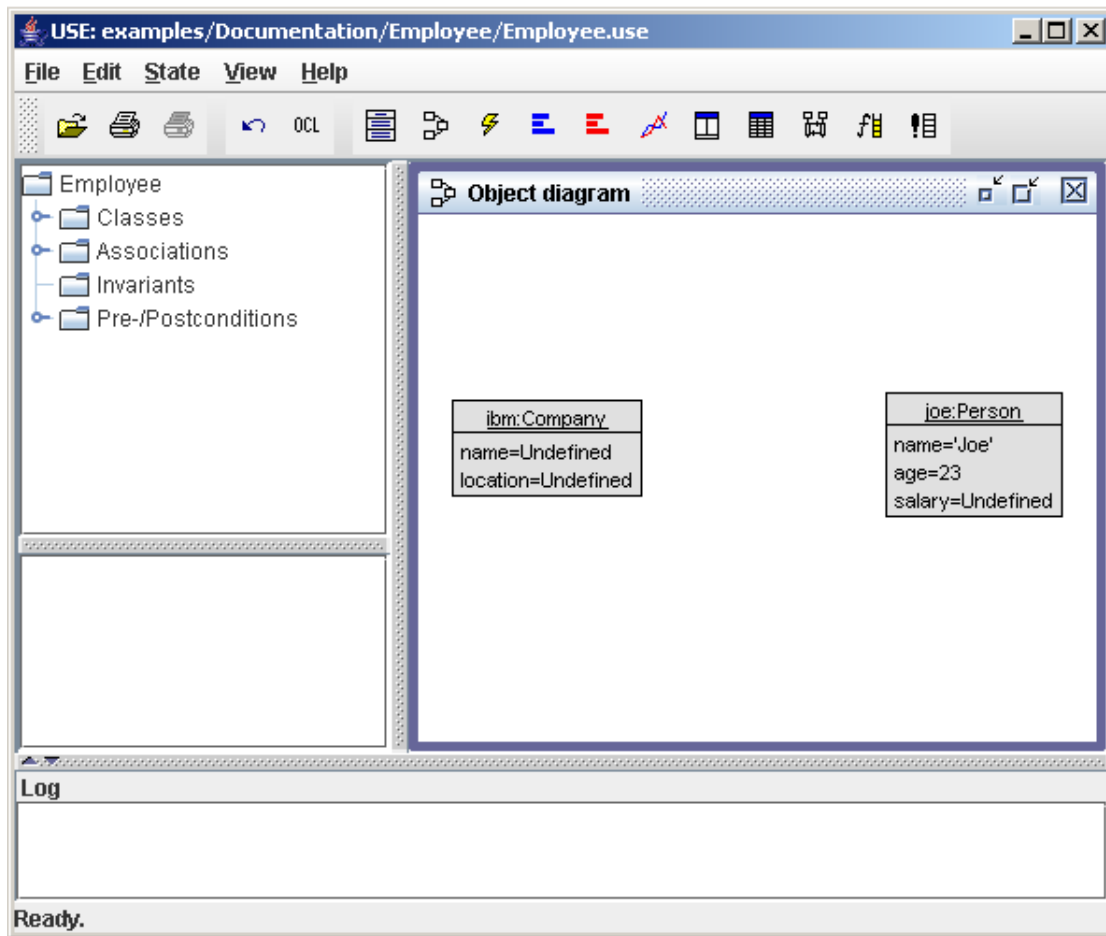 USE: examples/Documentation/Employee/Employee.use
File Edit State View Help
OCL
Employee
Classes
Associations
Invariants
Pre-/Postconditions
Object diagram
ibm:Company
name=Undefined
location=Undefined
joe:Person
name='Joe'
age=23
salary=Undefined
Log
Ready.